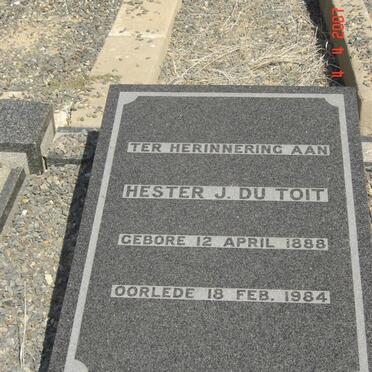 4/ 4 2007
TER HERINNERING AAN
HESTER J. DU TOIT
GEBORE 12 APRIL 1888
OORLEDE 18 FEB. 1984